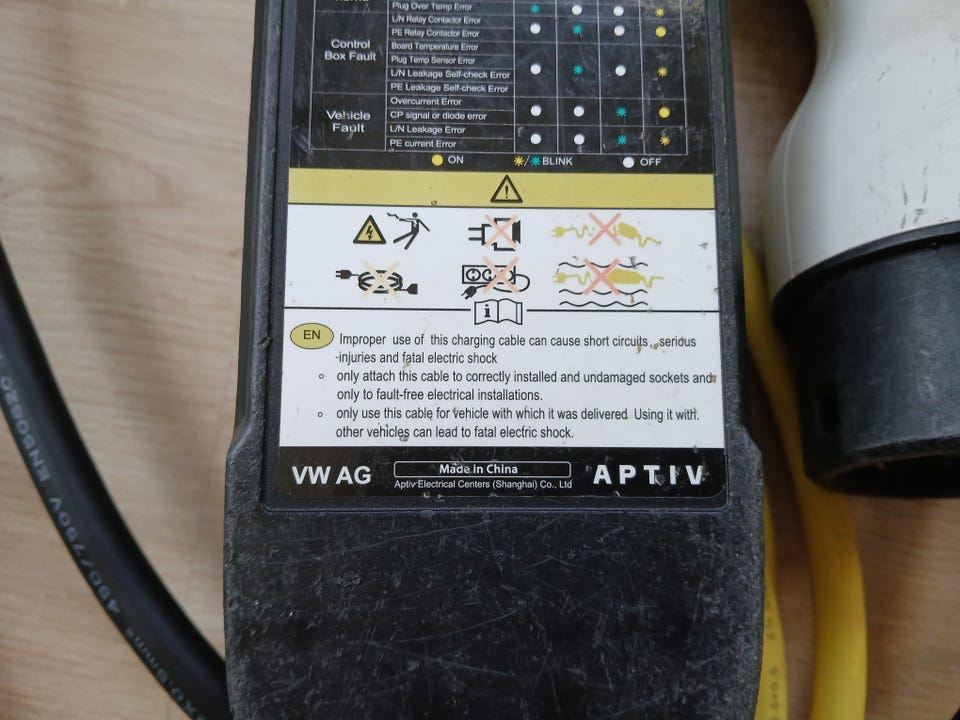 Plug Over Temp Error
L/N Relay Contactor Error
PE Relay Contactor Error
Control
Box Fault
Board Temperature Error
Plug Temp Sensor Error
L/N Leakage Self-check Error
PE Leakage Self-check Error
Overcurrent Error
Vehicle
Fault
CP signal or diode error
L/N Leakage Error
PE current Error
ON
BLINK
OFF
EN
Improper use of this charging cable can cause short circuits, serious
injuries and fatal electric shock
only attach this cable to correctly installed and undamaged sockets and
only to fault-free electrical installations.
only use this cable for vehicle with which it was delivered Using it with
other vehicles can lead to fatal electric shock.
VW AG
Made in China
APTIV
Aptiv Electrical Centers (Shanghai) Co., Ltd
450/750V EN50620